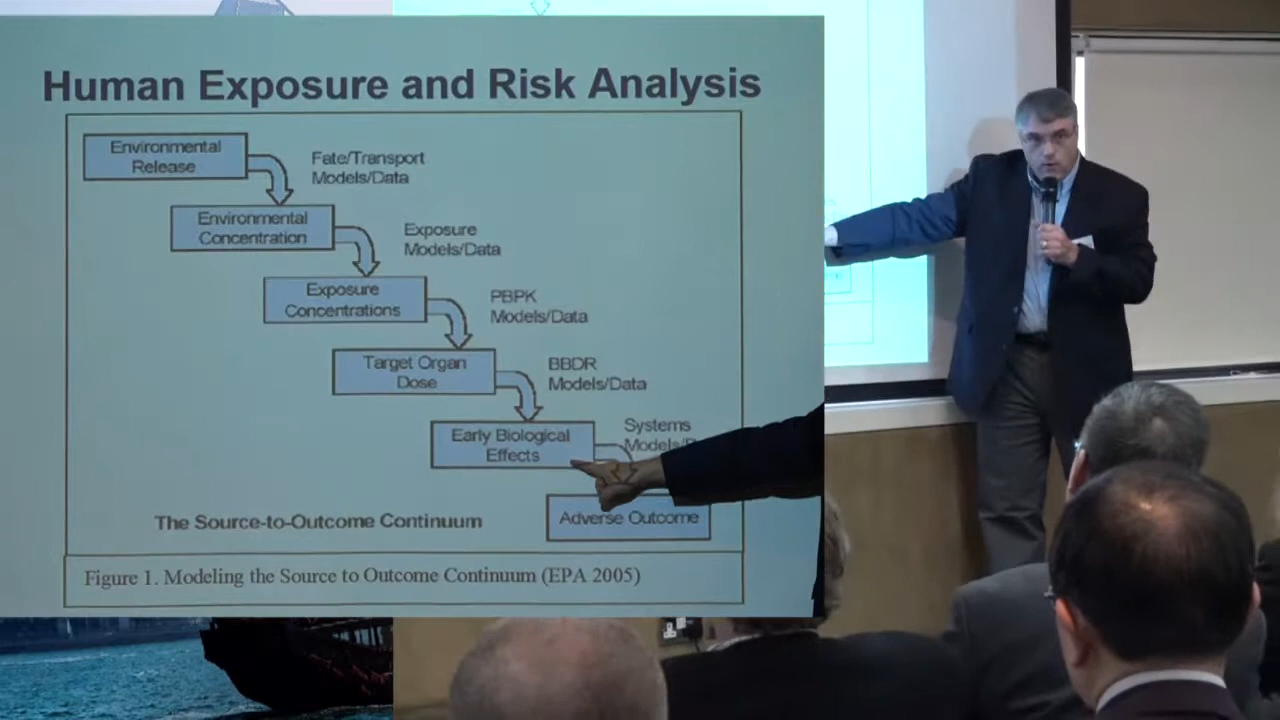 Human Exposure and Risk Analysis
Environmental
Release
Fate/Transport
Models/Data
Environmental
Concentration
Exposure
Models/Data
Exposure
Concentrations
PBPK
Models/Data
Target Organ
Dose
BBDR
Models/Data
Early Biological
Effects
Systems
Adverse Outcome
The Source-to-Outcome Continuum
Figure 1. Modeling the Source to Outcome Continuum (EPA 2005)